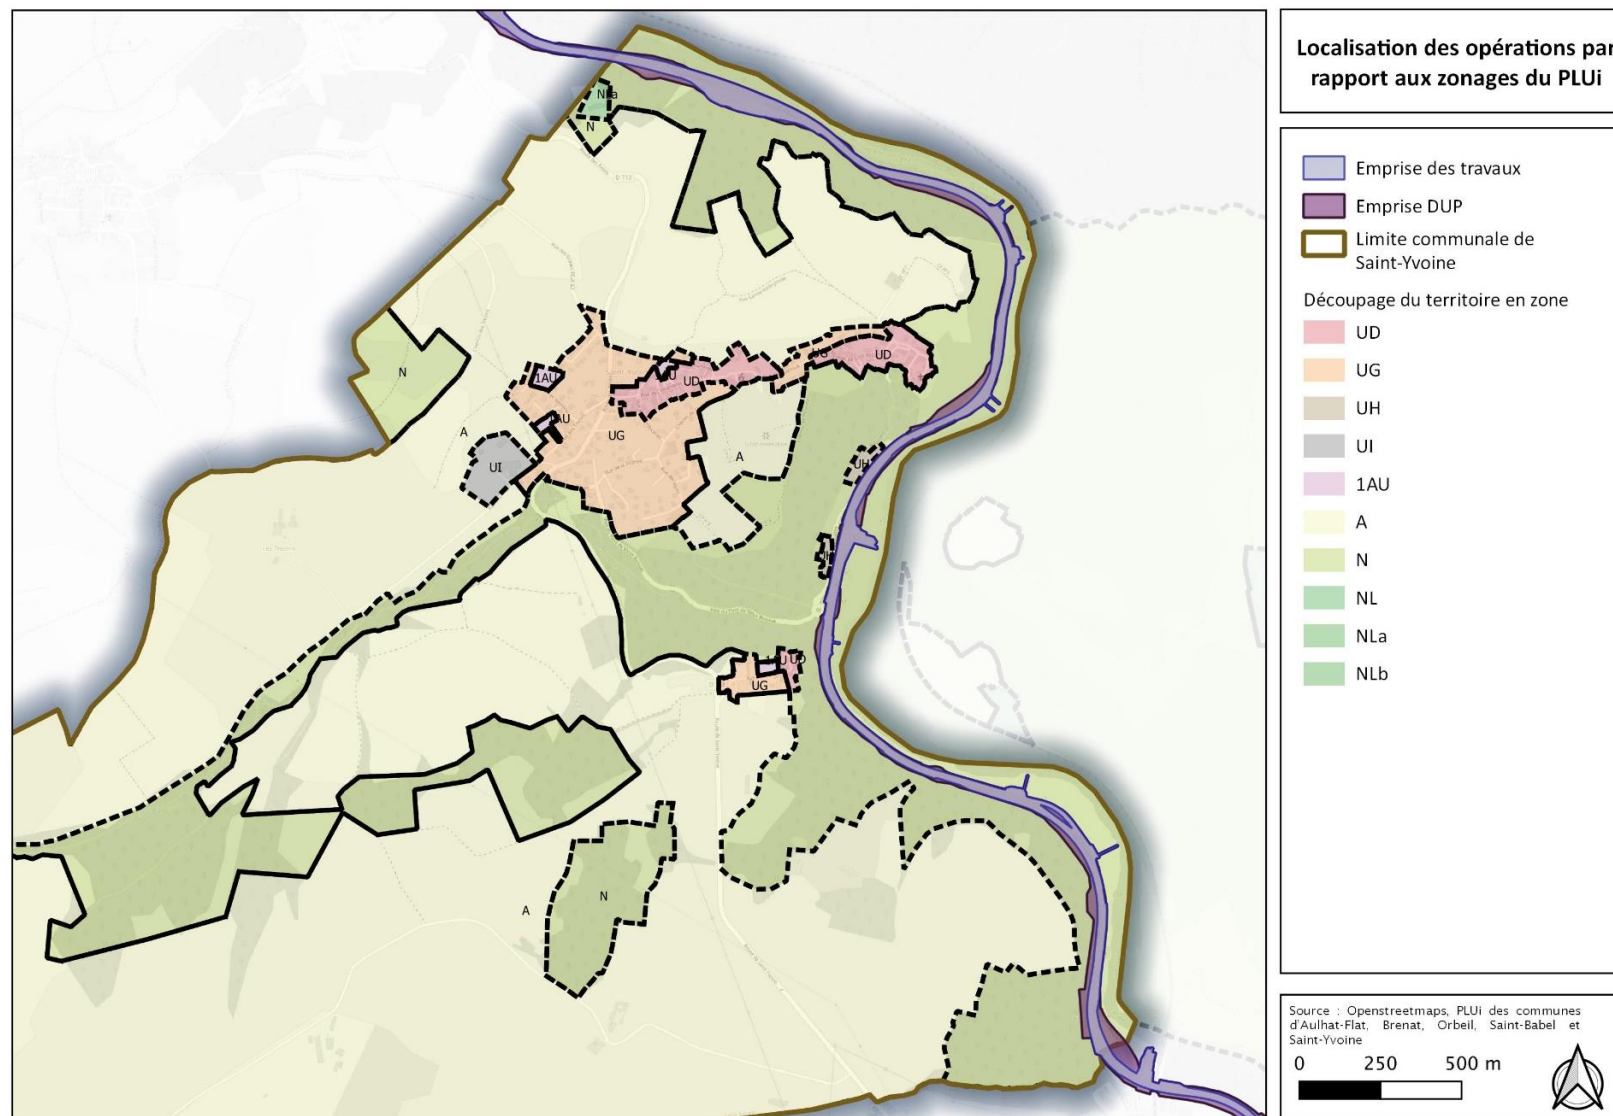 Localisation des opérations par
rapport aux zonages du PLUi
Emprise des travaux
Emprise DUP
Limite communale de
Saint-Yvoine
Découpage du territoire en zone
UD
UG
UH
UI
1AU
A
N
NL
NLa
NLb
Source : Openstreetmaps, PLUi des communes
d'Aulhat-Flat, Brenat, Orbeil, Saint-Babel et
Saint-Yvoine
0 250 500 m
NLa
N
D 713
N
1AU
UD
UG
UD
A
UG
UI
A
UH
1AU
UD
UG
A
N